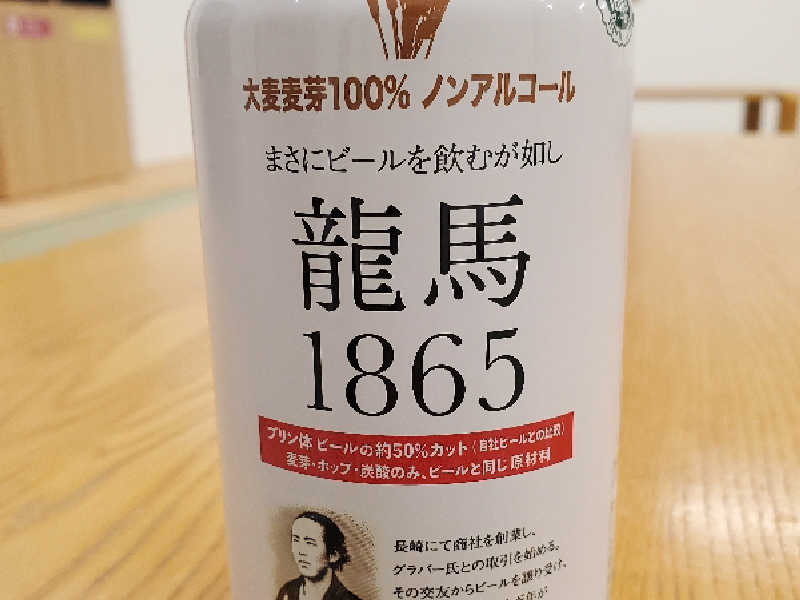 大麦麦芽100% ノンアルコール
まさにビールを飲むが如し
龍馬
1865
プリン体 ビールの約50%カット(自社ビールとの比較)
麦芽・ホップ・炭酸のみ、ビールと同じ原材料
長崎にて商社を創業し、
グラバー氏との取引を始める。
その交友からビールを譲り受け、